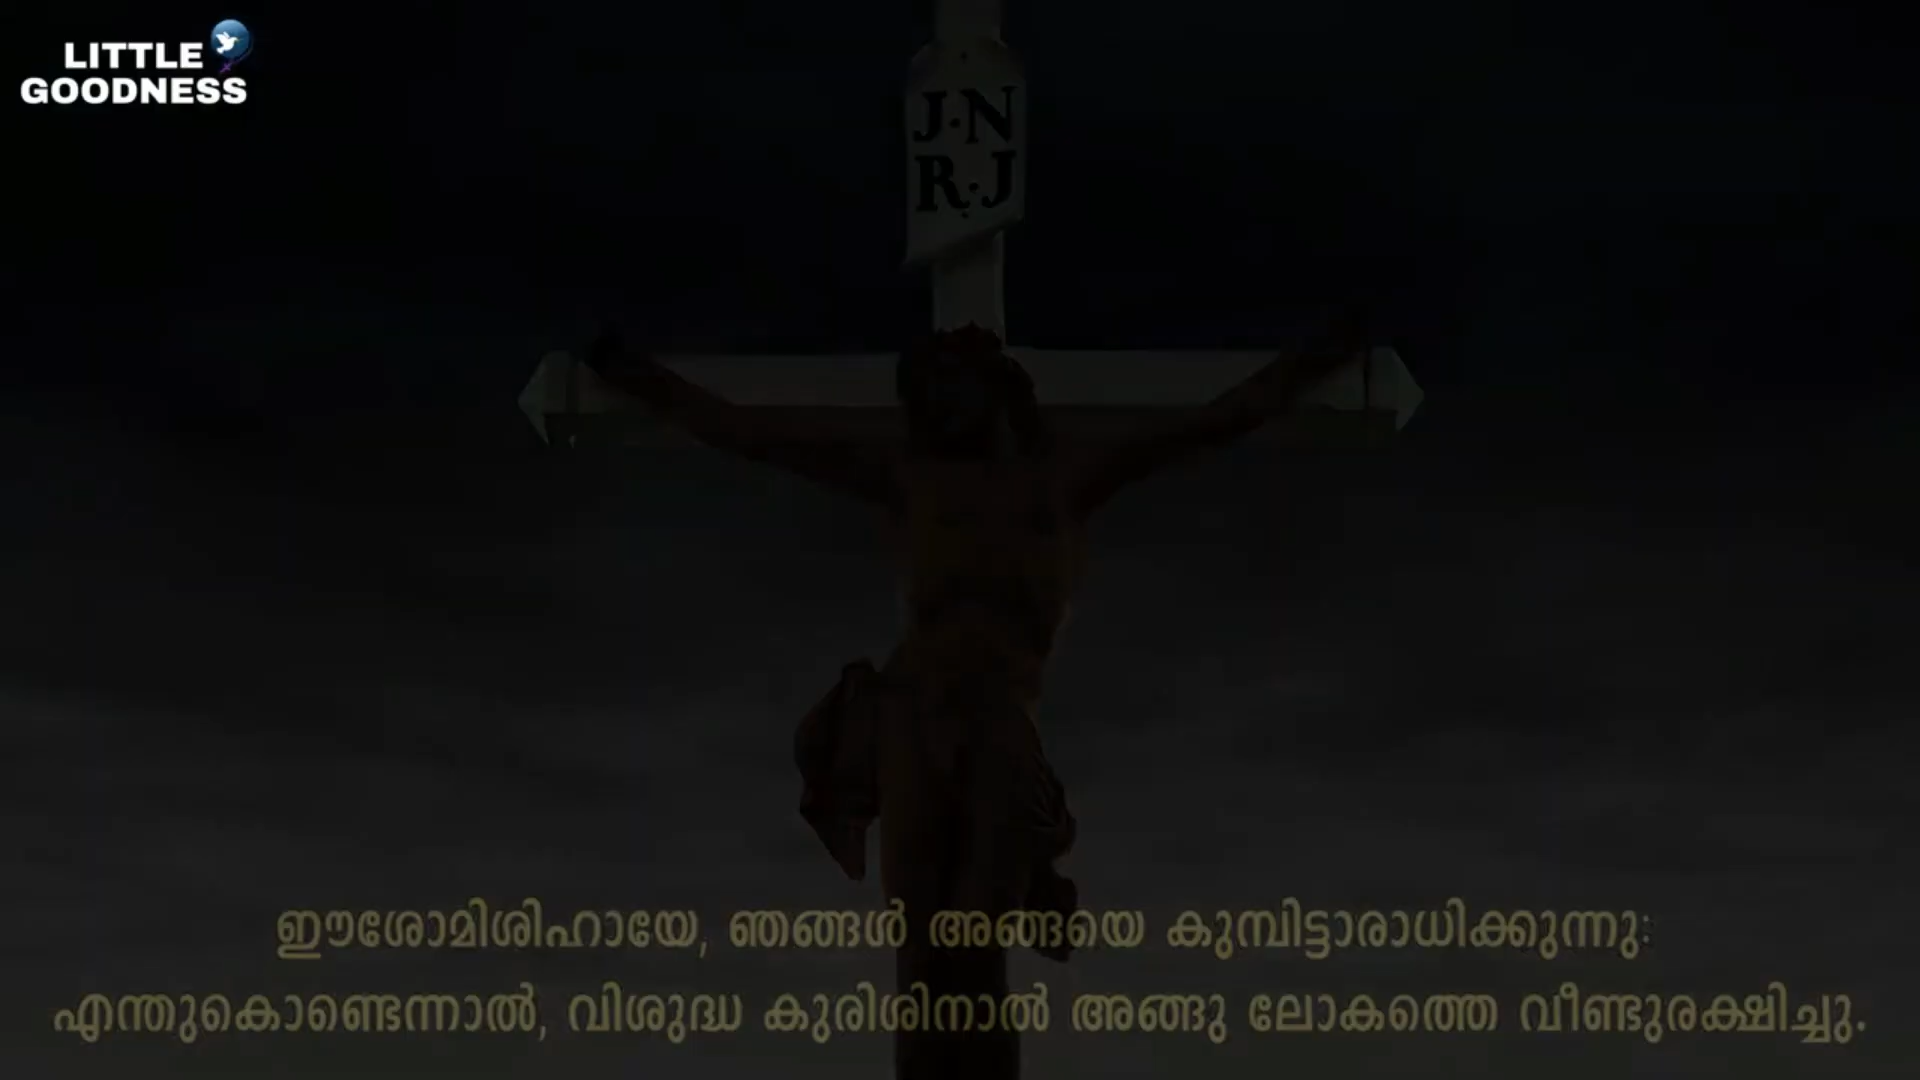 LITTLE
GOODNESS
J·N
R·J
ഈശോമിശിഹായേ, ഞങ്ങൾ അങ്ങയെ കുമ്പിട്ടാരാധിക്കുന്നു:
എന്തുകൊണ്ടെന്നാൽ, വിശുദ്ധ കുരിശിനാൽ അങ്ങു ലോകത്തെ വീണ്ടുരക്ഷിച്ചു.